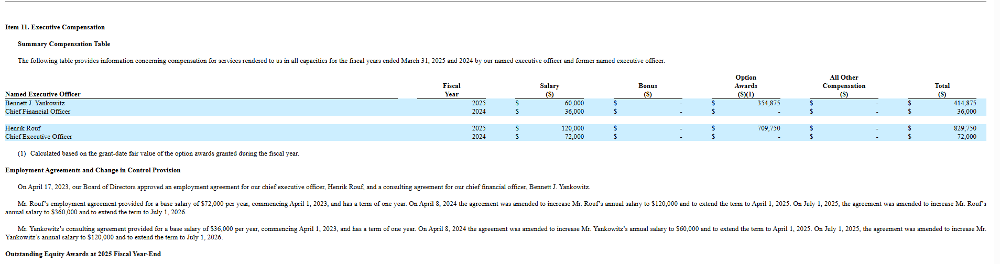 Item 11. Executive Compensation
Summary Compensation Table
The following table provides information concerning compensation for services rendered to us in all capacities for the fiscal years ended March 31, 2025 and 2024 by our named executive officer and former named executive officer.
Option All Other
Fiscal Salary Bonus Awards Compensation Total
Named Executive Officer Year ($) ($) ($)(1) ($) ($)
Bennett J. Yankowitz 2025 $ 60,000 $ - $ 354,875 $ - $ 414,875
Chief Financial Officer 2024 $ 36,000 $ - $ - $ - $ 36,000
Henrik Rouf 2025 $ 120,000 $ - $ 709,750 $ - $ 829,750
Chief Executive Officer 2024 $ 72,000 $ - $ - $ - $ 72,000
(1) Calculated based on the grant-date fair value of the option awards granted during the fiscal year.
Employment Agreements and Change in Control Provision
On April 17, 2023, our Board of Directors approved an employment agreement for our chief executive officer, Henrik Rouf, and a consulting agreement for our chief financial officer, Bennett J. Yankowitz.
Mr. Rouf’s employment agreement provided for a base salary of $72,000 per year, commencing April 1, 2023, and has a term of one year. On April 8, 2024 the agreement was amended to increase Mr. Rouf’s annual salary to $120,000 and to extend the term to April 1, 2025. On July 1, 2025, the agreement was amended to increase Mr. Rouf’s
annual salary to $360,000 and to extend the term to July 1, 2026.
Mr. Yankowitz’s consulting agreement provided for a base salary of $36,000 per year, commencing April 1, 2023, and has a term of one year. On April 8, 2024 the agreement was amended to increase Mr. Yankowitz’s annual salary to $60,000 and to extend the term to April 1, 2025. On July 1, 2025, the agreement was amended to increase Mr.
Yankowitz’s annual salary to $120,000 and to extend the term to July 1, 2026.
Outstanding Equity Awards at 2025 Fiscal Year-End